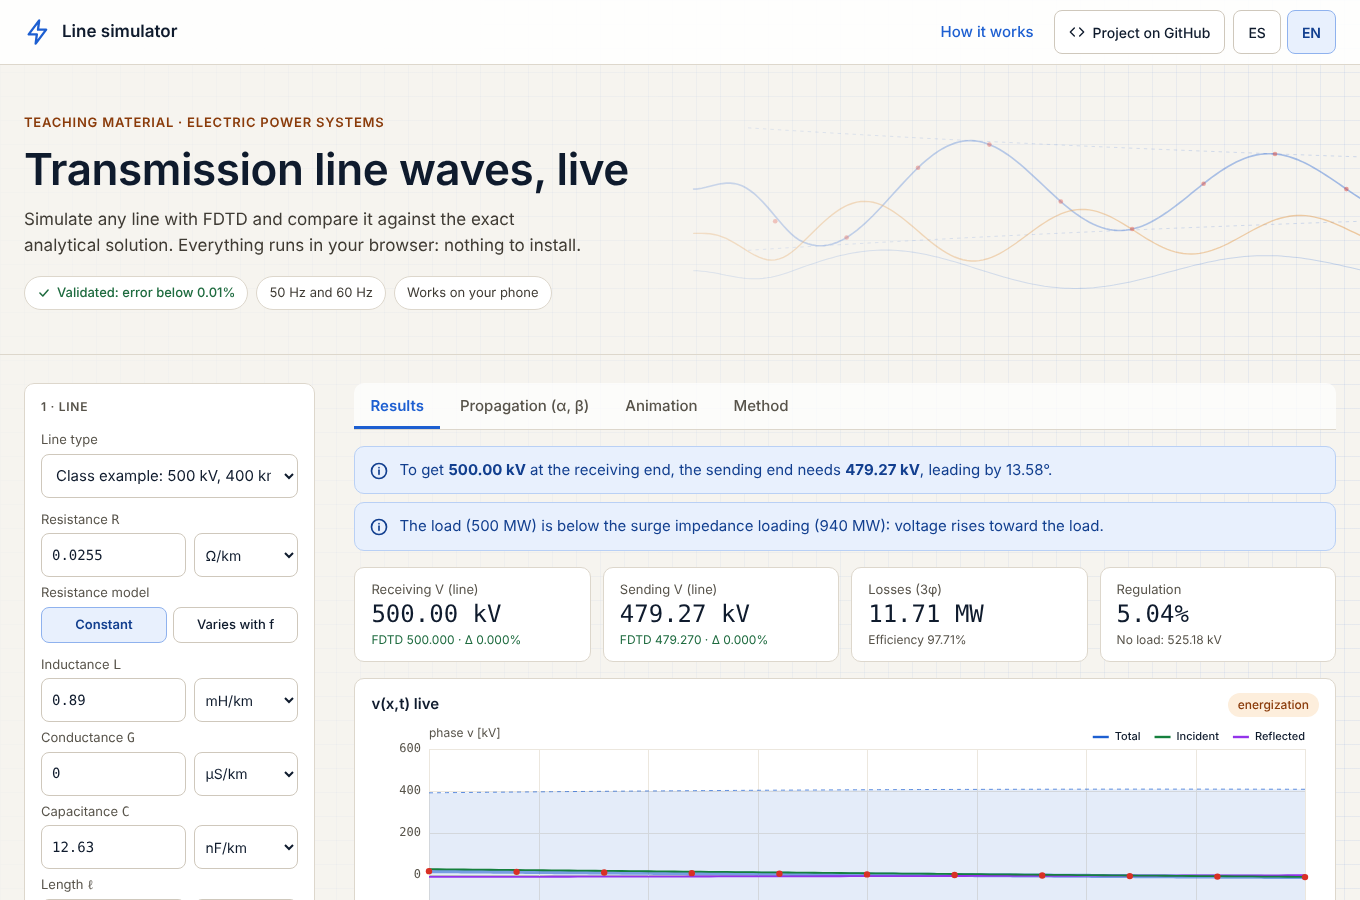 Line simulator
How it works
Project on GitHub
ES
EN
TEACHING MATERIAL · ELECTRIC POWER SYSTEMS
Transmission line waves, live
Simulate any line with FDTD and compare it against the exact
analytical solution. Everything runs in your browser: nothing to install.
Validated: error below 0.01%
50 Hz and 60 Hz
Works on your phone
1 · LINE
Line type
Class example: 500 kV, 400 kr
Resistance R
0.0255
Ω/km
Resistance model
Constant
Varies with f
Inductance L
0.89
mH/km
Conductance G
0
µS/km
Capacitance C
12.63
nF/km
Length ℓ
Results
Propagation (α, β)
Animation
Method
To get 500.00 kV at the receiving end, the sending end needs 479.27 kV, leading by 13.58°.
The load (500 MW) is below the surge impedance loading (940 MW): voltage rises toward the load.
Receiving V (line)
500.00 kV
FDTD 500.000 · Δ 0.000%
Sending V (line)
479.27 kV
FDTD 479.270 · Δ 0.000%
Losses (3φ)
11.71 MW
Efficiency 97.71%
Regulation
5.04%
No load: 525.18 kV
v(x,t) live
energization
phase v [kV]
Total
Incident
Reflected
600
400
200
0